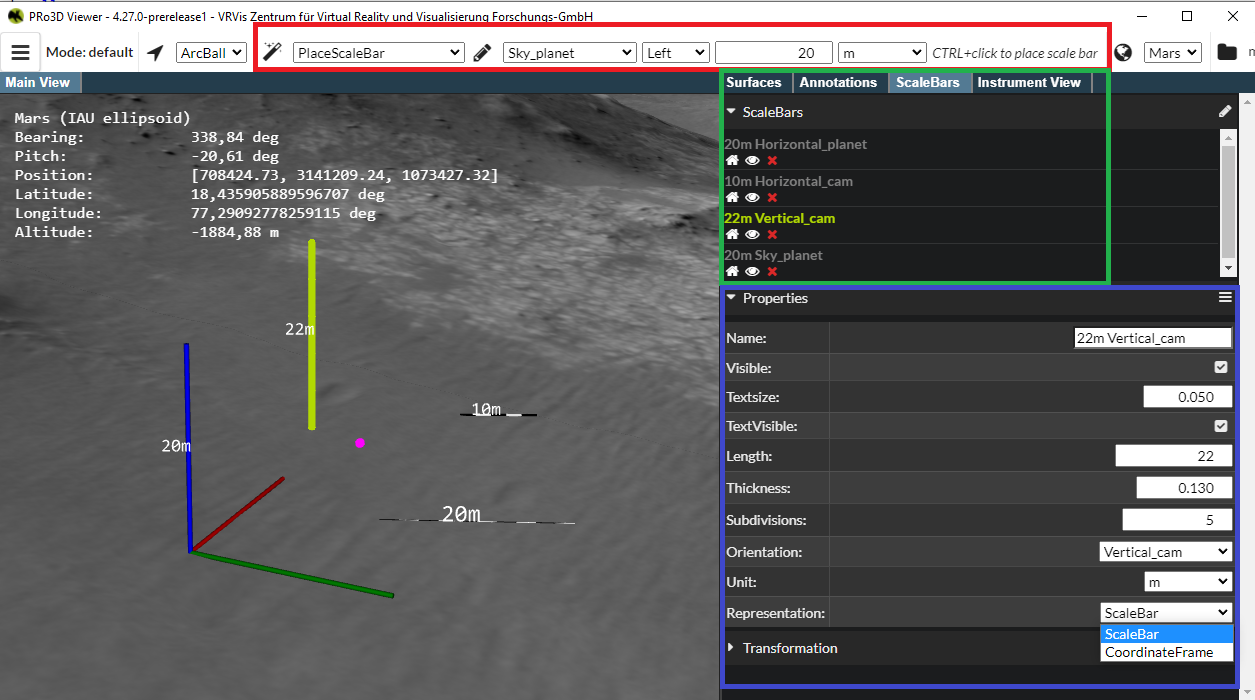 PRo3D Viewer - 4.27.0-prerelease1 - VRVis Zentrum für Virtual Reality und Visualisierung Forschungs-GmbH
Mode: default ArcBall PlaceScaleBar Sky_planet Left 20 m CTRL+click to place scale bar Mars m
Main View
Surfaces Annotations ScaleBars Instrument View
Mars (IAU ellipsoid)
Bearing: 338,84 deg
Pitch: -20,61 deg
Position: [708424.73, 3141209.24, 1073427.32]
Latitude: 18,435905889596707 deg
Longitude: 77,29092778259115 deg
Altitude: -1884,88 m
22m
10m
20m
20m
ScaleBars
20m Horizontal_planet
10m Horizontal_cam
22m Vertical_cam
20m Sky_planet
Properties
Name: 22m Vertical_cam
Visible:
Textsize: 0.050
TextVisible:
Length: 22
Thickness: 0.130
Subdivisions: 5
Orientation: Vertical_cam
Unit: m
Representation: ScaleBar
ScaleBar
CoordinateFrame
Transformation